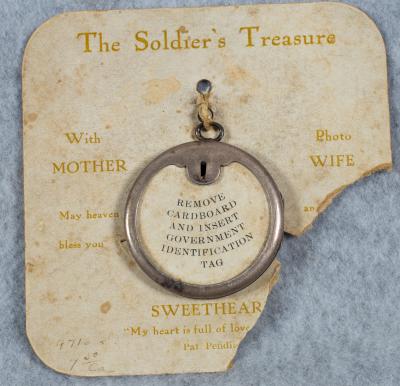 The Soldier's Treasure
With Photo
MOTHER WIFE
May heaven an
bless you
REMOVE
CARDBOARD
AND INSERT
GOVERNMENT
IDENTIFICATION
TAG
SWEETHEAR
"My heart is full of love
Pat Pendi